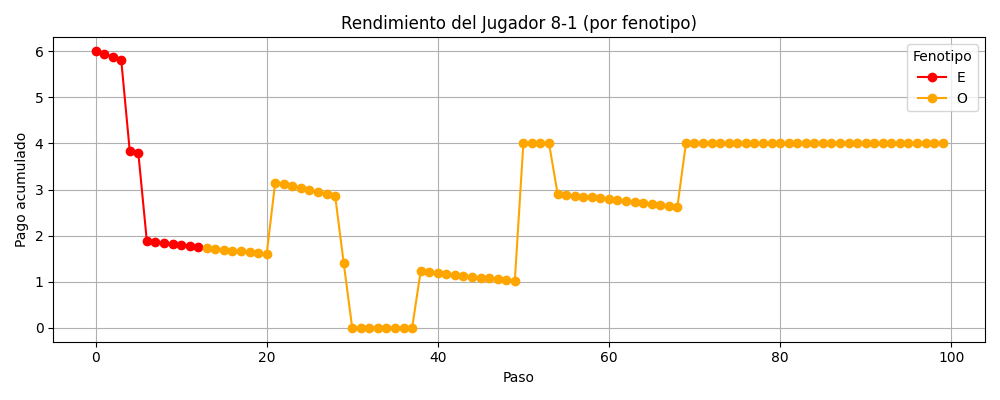 Rendimiento del Jugador 8-1 (por fenotipo)
Pago acumulado
6
5
4
3
2
1
0
0 20 40 60 80 100
Paso
Fenotipo
E
O